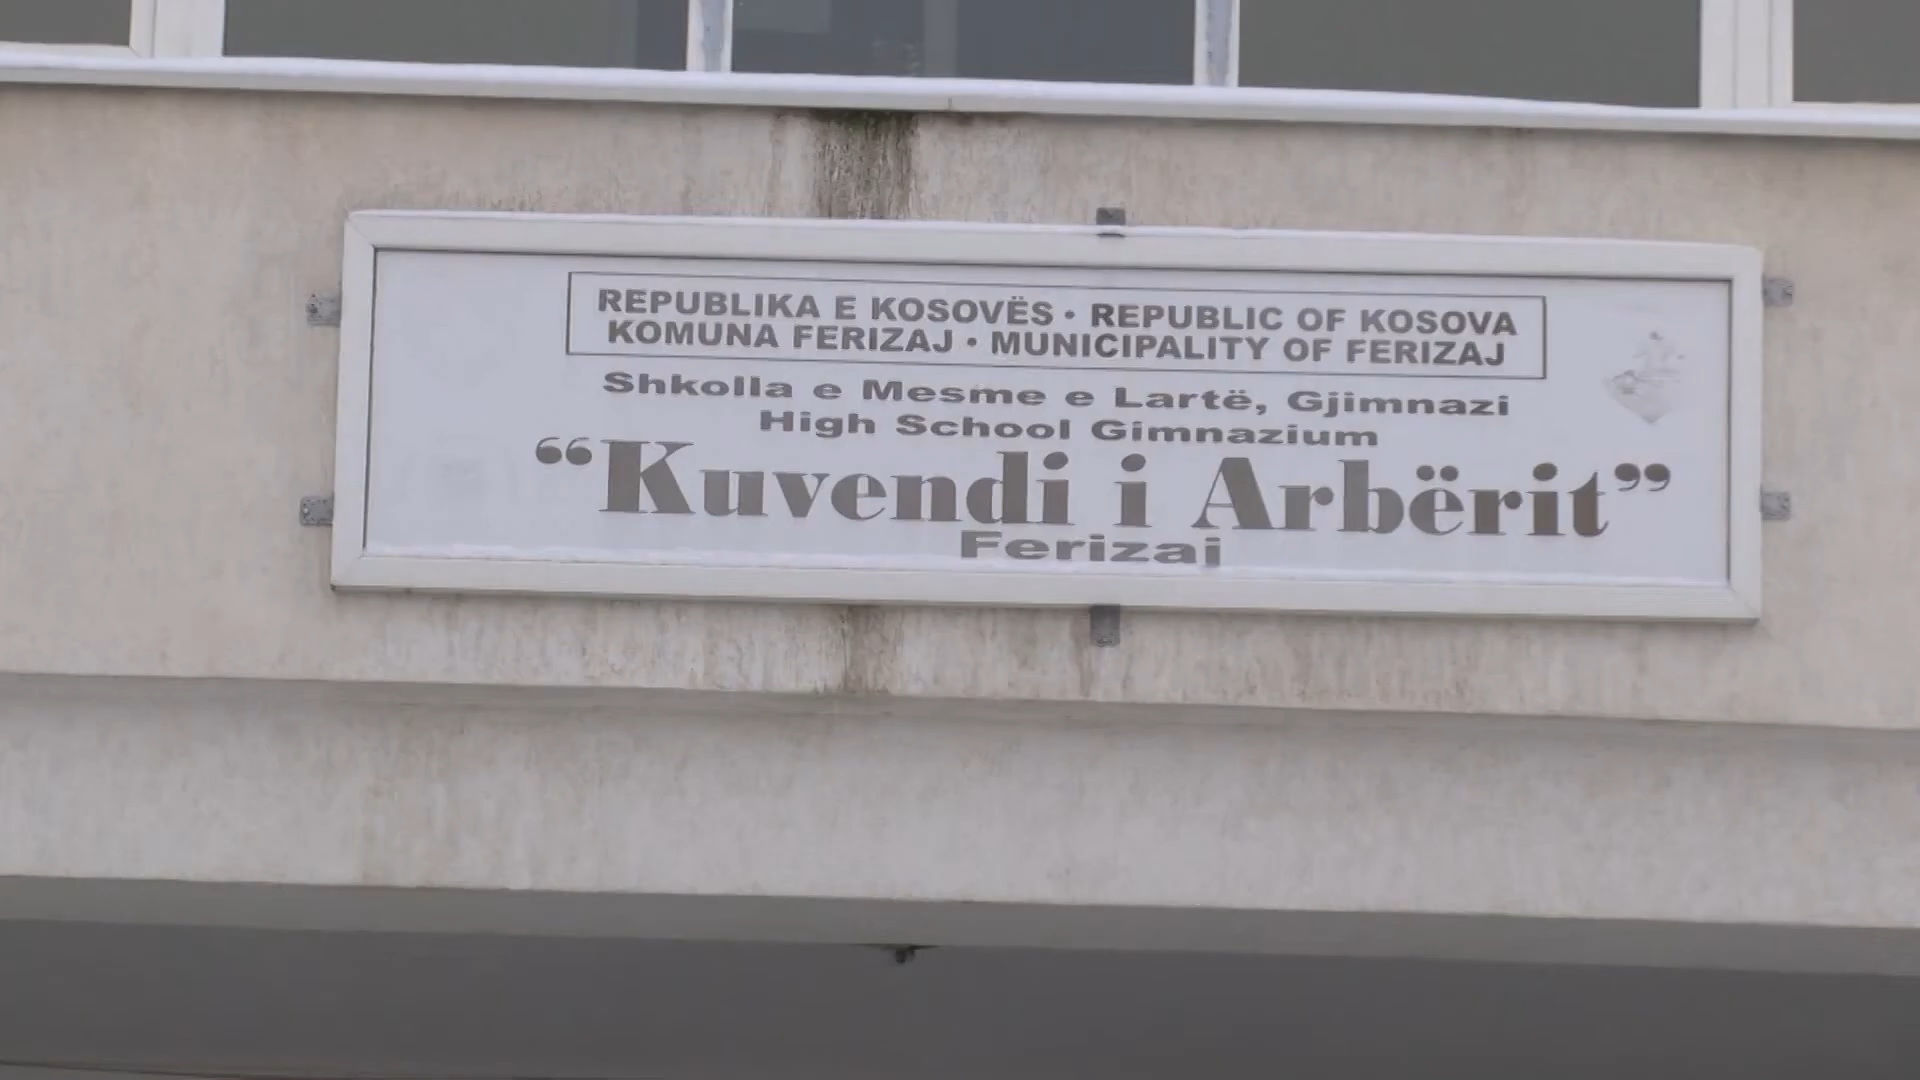 REPUBLIKA E KOSOVËS • REPUBLIC OF KOSOVA
KOMUNA FERIZAJ • MUNICIPALITY OF FERIZAJ
Shkolla e Mesme e Lartë, Gjimnazi
High School Gimnazium
“Kuvendi i Arbërit”
Ferizaj